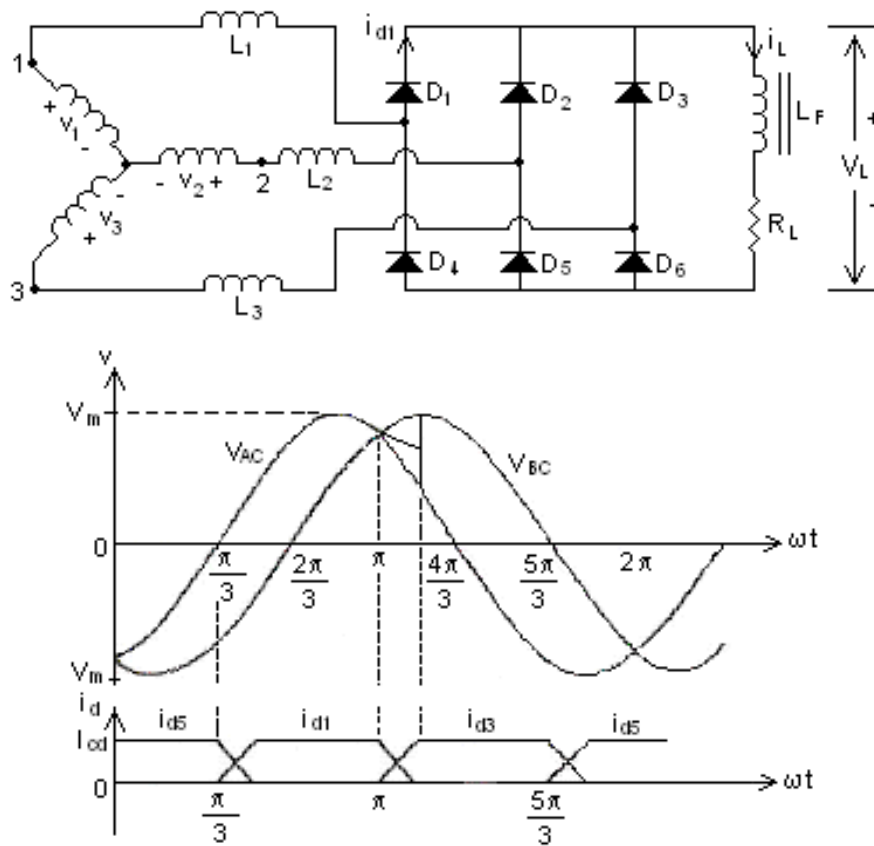 1
L1
id1
iL
D1
D2
D3
LF
+
+
v1
-
-
-
v2
+
2
L2
VL
v3
-
+
RL
-
D4
D5
D6
3
L3
v
Vm
VAC
VBC
0
π/3
2π/3
π
4π/3
5π/3
2π
ωt
Vm
id
id5
id1
id3
id5
Icd
0
π/3
π
5π/3
ωt